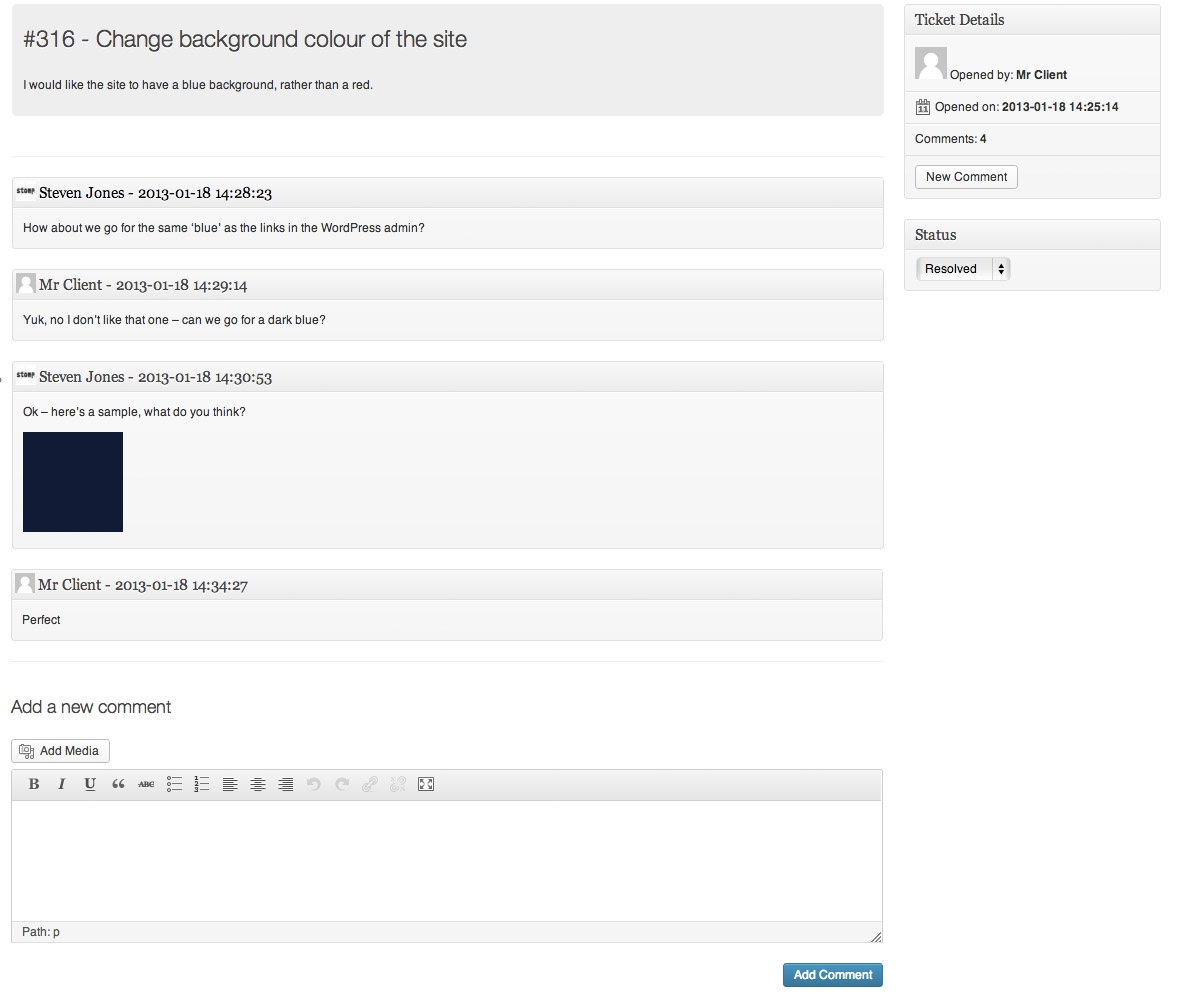 #316 - Change background colour of the site
I would like the site to have a blue background, rather than a red.
stomp Steven Jones - 2013-01-18 14:28:23
How about we go for the same ‘blue’ as the links in the WordPress admin?
Mr Client - 2013-01-18 14:29:14
Yuk, no I don’t like that one – can we go for a dark blue?
stomp Steven Jones - 2013-01-18 14:30:53
Ok – here’s a sample, what do you think?
Mr Client - 2013-01-18 14:34:27
Perfect
Add a new comment
Add Media
B I U “ ABC 1 2 3
Path: p
Add Comment
Ticket Details
Opened by: Mr Client
11 Opened on: 2013-01-18 14:25:14
Comments: 4
New Comment
Status
Resolved